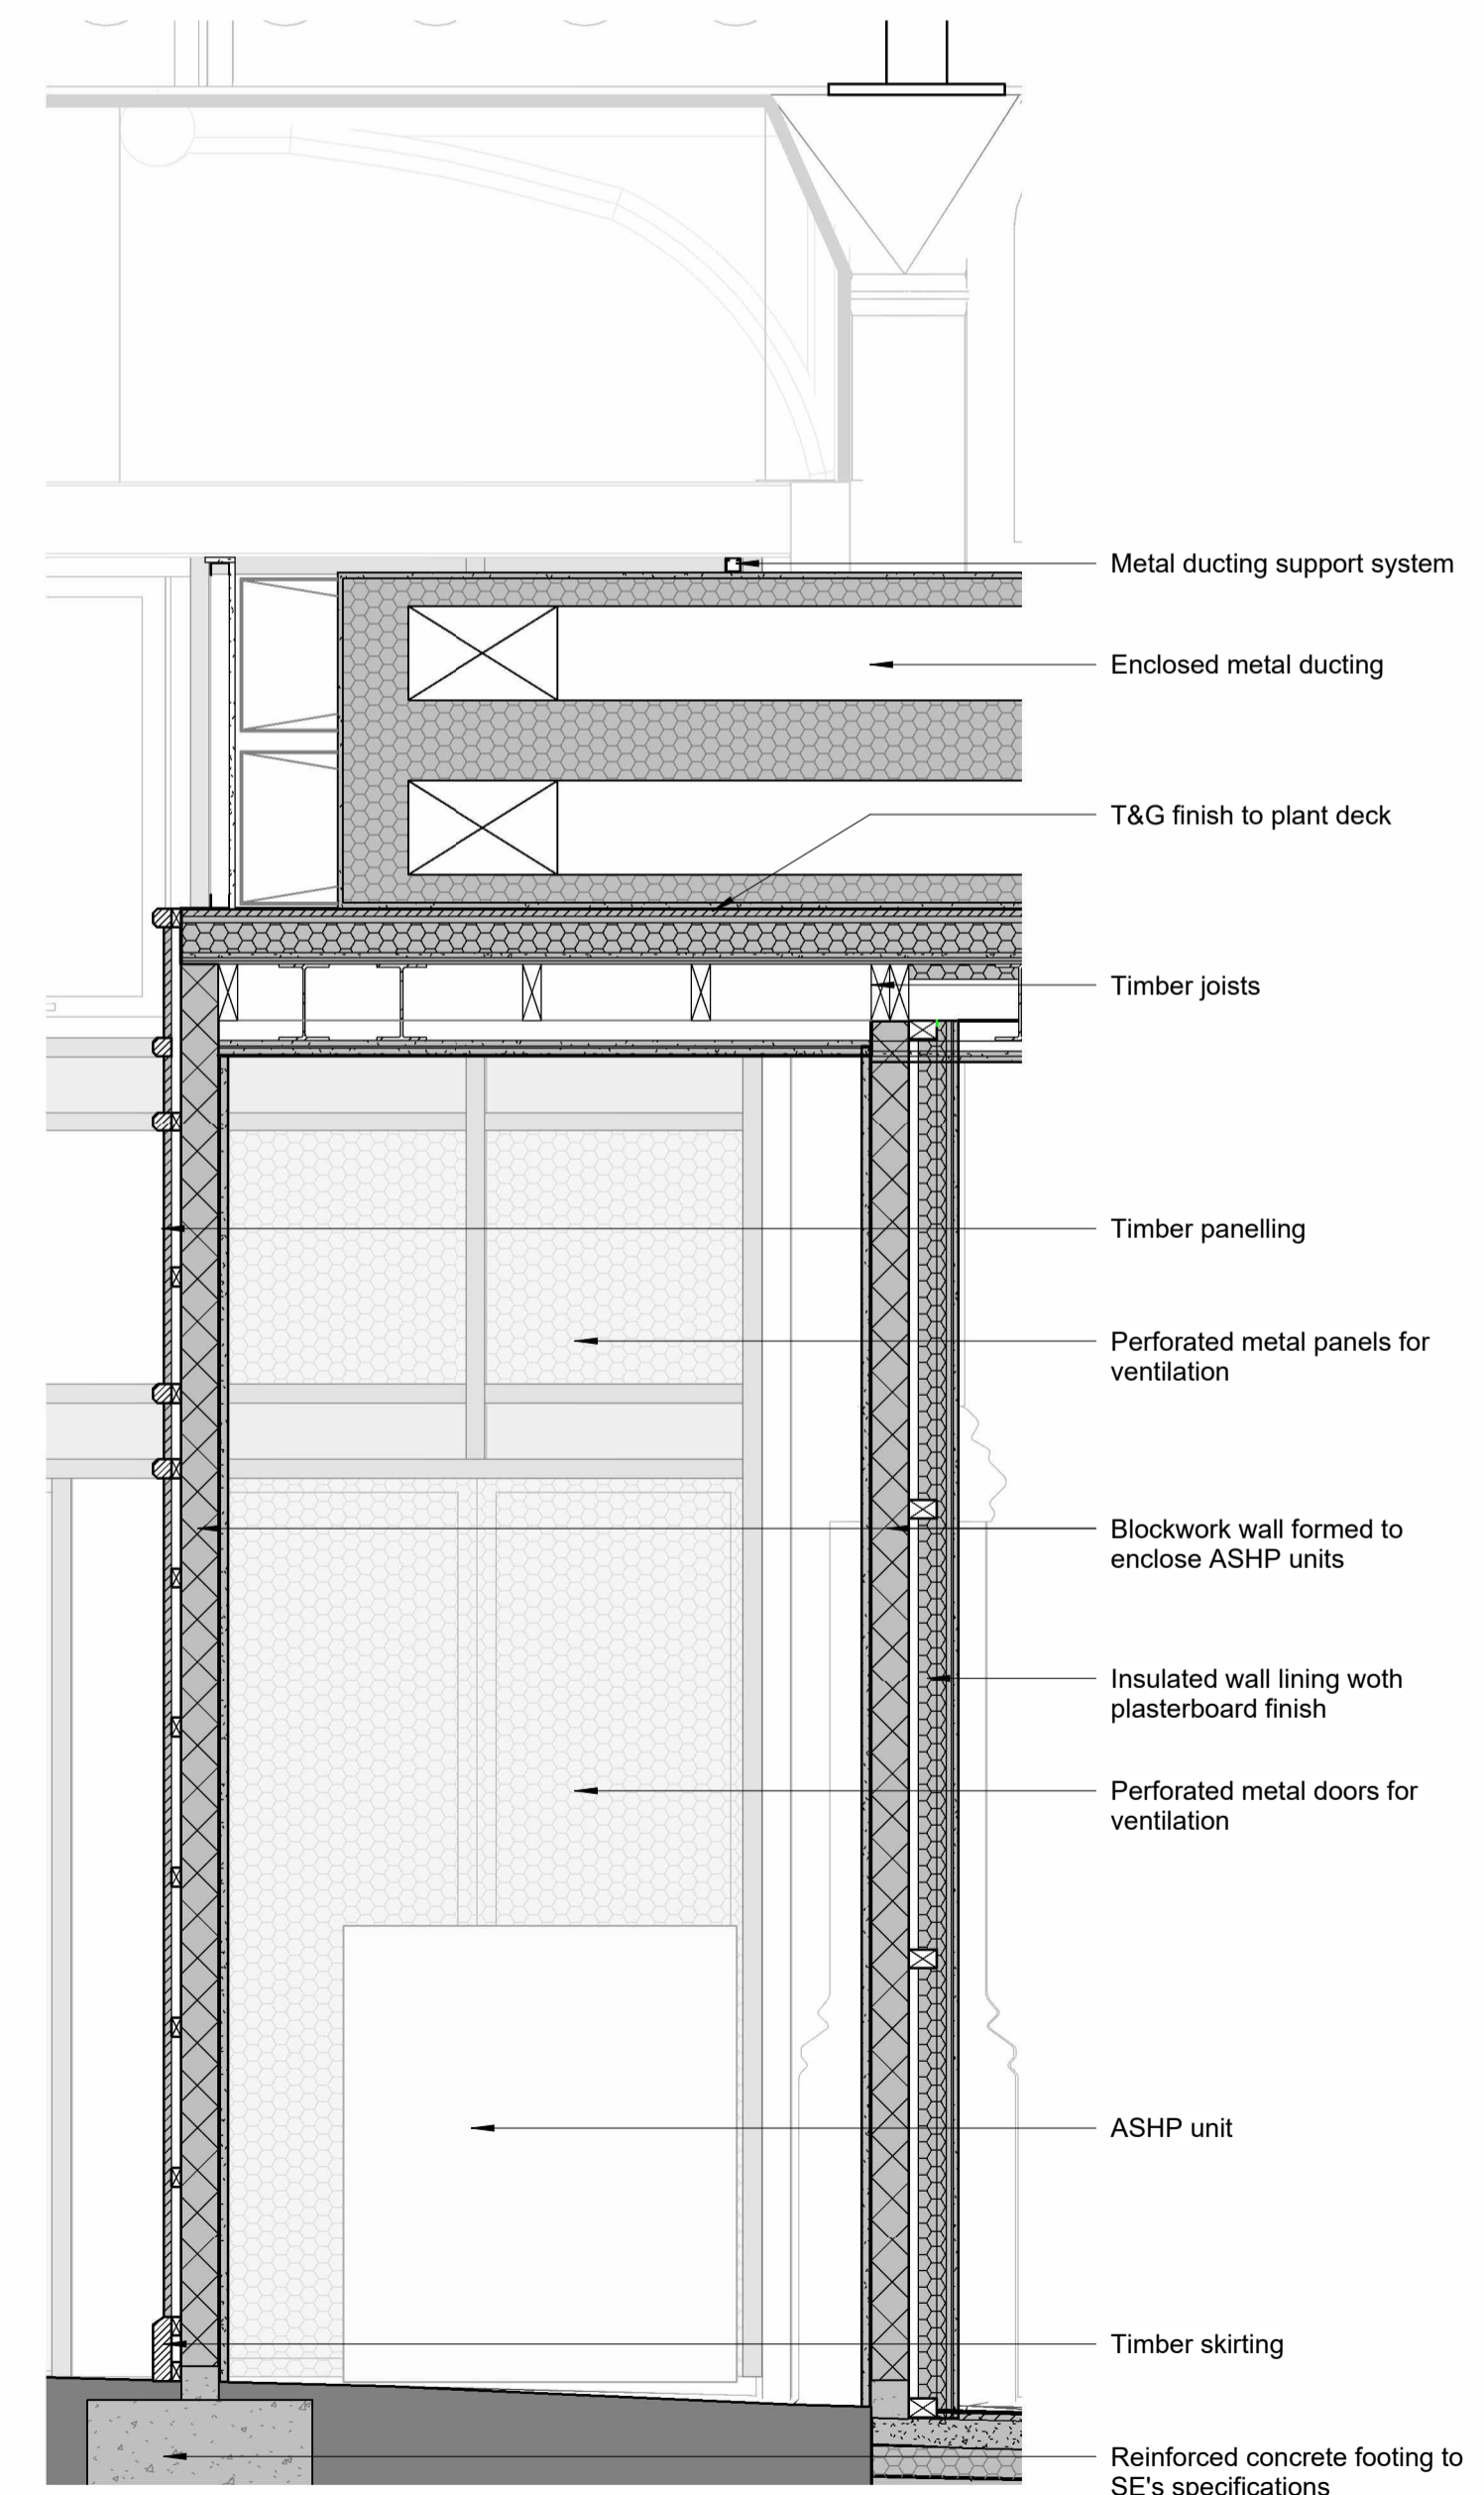 Metal ducting support system
Enclosed metal ducting
T&G finish to plant deck
Timber joists
Timber panelling
Perforated metal panels for
ventilation
Blockwork wall formed to
enclose ASHP units
Insulated wall lining woth
plasterboard finish
Perforated metal doors for
ventilation
ASHP unit
Timber skirting
Reinforced concrete footing to
SE's specifications